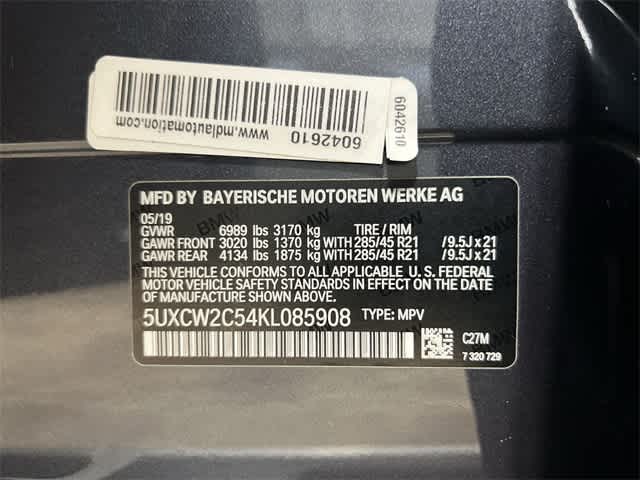 www.mdlautomation.com
6042610
6042610
MFD BY BAYERISCHE MOTOREN WERKE AG
05/19
GVWR 6989 lbs 3170 kg TIRE / RIM
GAWR FRONT 3020 lbs 1370 kg WITH 285/45 R21 /9.5J x 21
GAWR REAR 4134 lbs 1875 kg WITH 285/45 R21 /9.5J x 21
THIS VEHICLE CONFORMS TO ALL APPLICABLE U. S. FEDERAL
MOTOR VEHICLE SAFETY STANDARDS IN EFFECT ON THE DATE
OF MANUFACTURE SHOWN ABOVE.
5UXCW2C54KL085908 TYPE: MPV
C27M
7 320 729